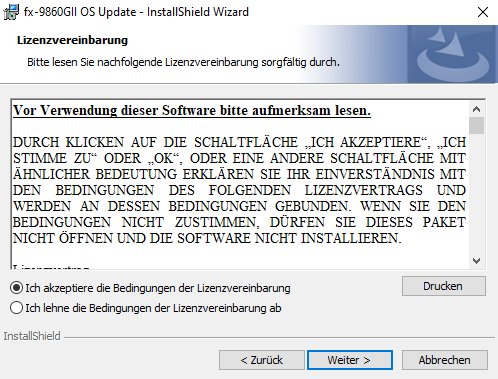 fx-9860GII OS Update - InstallShield Wizard
Lizenzvereinbarung
Bitte lesen Sie nachfolgende Lizenzvereinbarung sorgfältig durch.
Vor Verwendung dieser Software bitte aufmerksam lesen.
DURCH KLICKEN AUF DIE SCHALTFLÄCHE „ICH AKZEPTIERE“, „ICH
STIMME ZU“ ODER „OK“, ODER EINE ANDERE SCHALTFLÄCHE MIT
ÄHNLICHER BEDEUTUNG ERKLÄREN SIE IHR EINVERSTÄNDNIS MIT
DEN BEDINGUNGEN DES FOLGENDEN LIZENZVERTRAGS UND
WERDEN AN DESSEN BEDINGUNGEN GEBUNDEN. WENN SIE DEN
BEDINGUNGEN NICHT ZUSTIMMEN, DÜRFEN SIE DIESES PAKET
NICHT ÖFFNEN UND DIE SOFTWARE NICHT INSTALLIEREN.
Lizenzvertrag
Ich akzeptiere die Bedingungen der Lizenzvereinbarung
Drucken
Ich lehne die Bedingungen der Lizenzvereinbarung ab
InstallShield
< Zurück
Weiter >
Abbrechen